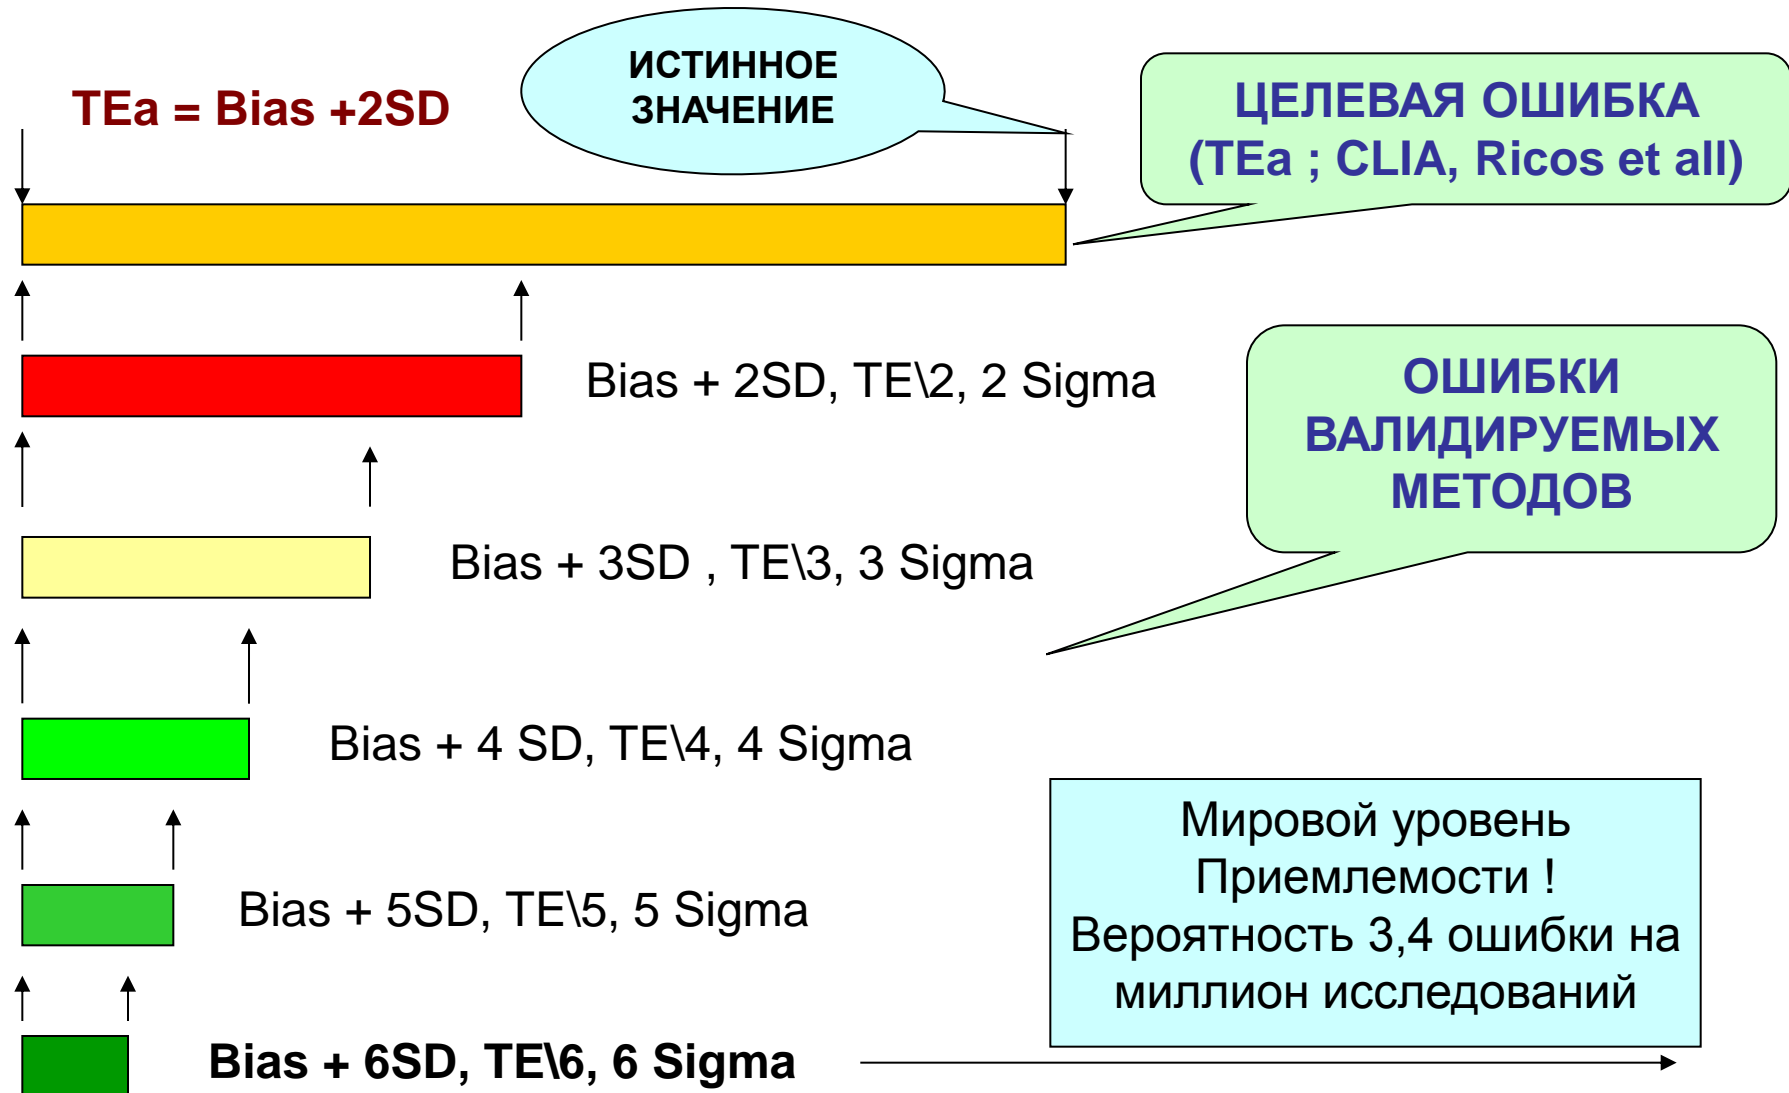 TEa = Bias +2SD
ИСТИННОЕ
ЗНАЧЕНИЕ
ЦЕЛЕВАЯ ОШИБКА
(TEa ; CLIA, Ricos et all)
Bias + 2SD, TE\2, 2 Sigma
ОШИБКИ
ВАЛИДИРУЕМЫХ
МЕТОДОВ
Bias + 3SD , TE\3, 3 Sigma
Bias + 4 SD, TE\4, 4 Sigma
Bias + 5SD, TE\5, 5 Sigma
Мировой уровень
Приемлемости !
Вероятность 3,4 ошибки на
миллион исследований
Bias + 6SD, TE\6, 6 Sigma